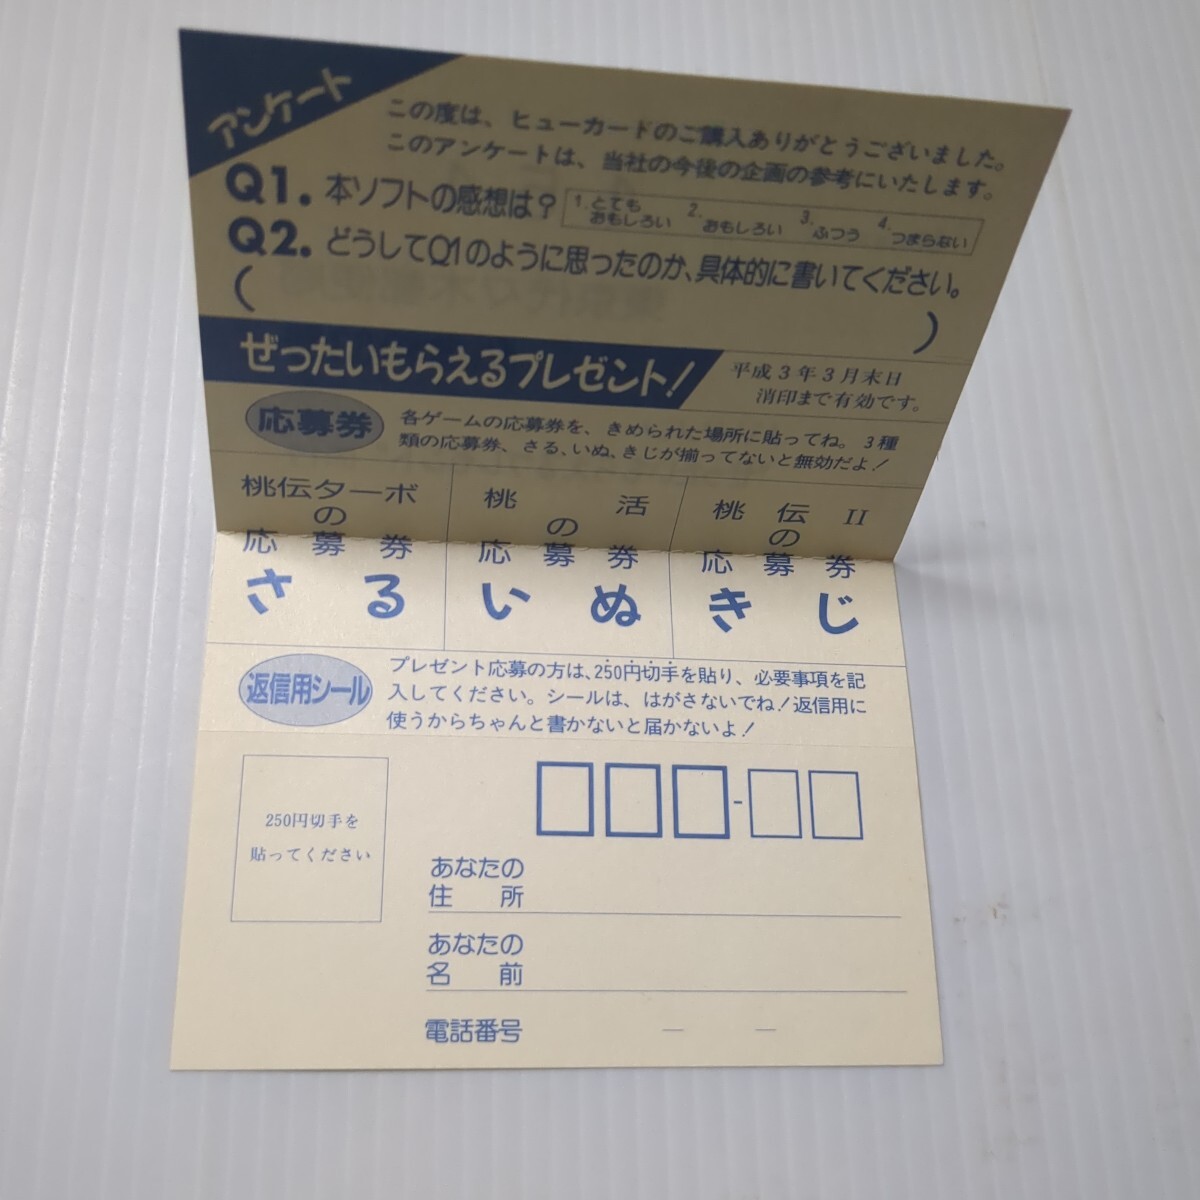 アンケート
この度は、ヒューカードのご購入ありがとうございました。
このアンケートは、当社の今後の企画の参考にいたします。
Q1. 本ソフトの感想は? 1.とてもおもしろい 2.おもしろい 3.ふつう 4.つまらない
Q2. どうしてQ1のように思ったのか、具体的に書いてください。
( )
ぜったいもらえるプレゼント!
平成3年3月末日
消印まで有効です。
応募券
各ゲームの応募券を、きめられた場所に貼ってね。3種
類の応募券、さる、いぬ、きじが揃ってないと無効だよ!
桃伝ターボ
の
応募券
さる
桃活
の
応募券
いぬ
桃伝II
の
応募券
きじ
返信用シール
プレゼント応募の方は、250円切手を貼り、必要事項を記
入してください。シールは、はがさないでね!返信用に
使うからちゃんと書かないと届かないよ!
250円切手を
貼ってください
-
あなたの
住所
あなたの
名前
電話番号 — —